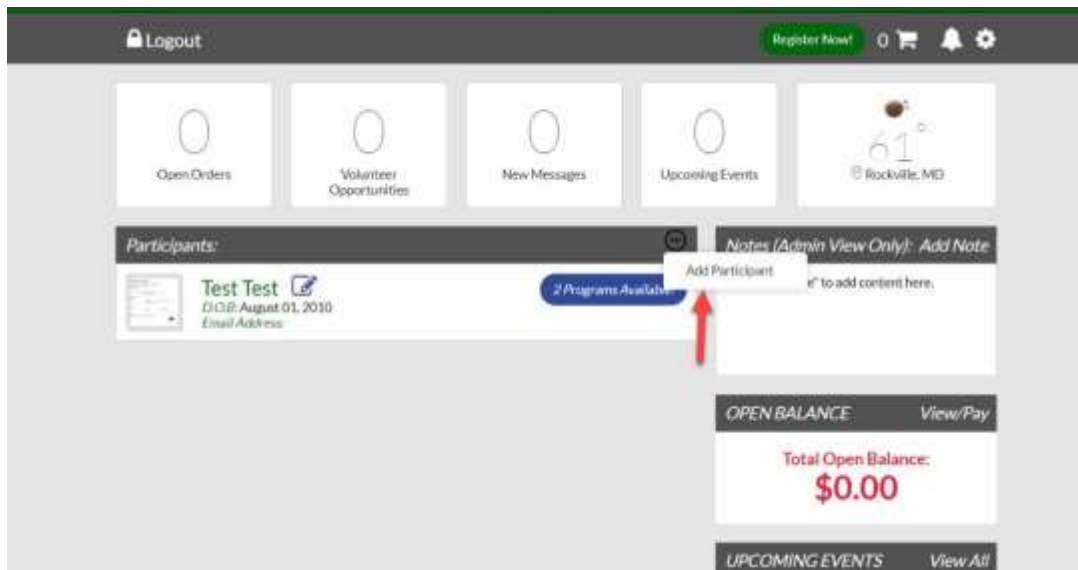 Logout
Register Now!
0
0
Open Orders
0
Volunteer
Opportunities
0
New Messages
0
Upcoming Events
61°
Rockville, MD
Participants:
Add Participant
Test Test
D.O.B: August 01, 2010
Email Address:
2 Programs Available!
Notes (Admin View Only): Add Note
to add content here.
OPEN BALANCE View/Pay
Total Open Balance:
$0.00
UPCOMING EVENTS View All